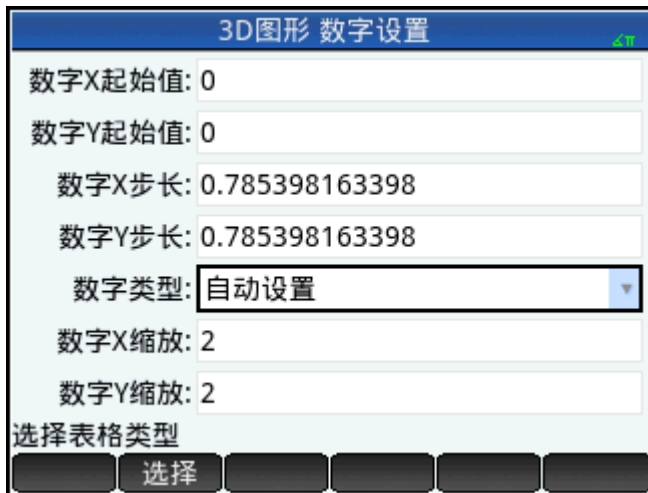 3D图形 数字设置
∡π
数字X起始值: 0
数字Y起始值: 0
数字X步长: 0.785398163398
数字Y步长: 0.785398163398
数字类型: 自动设置
数字X缩放: 2
数字Y缩放: 2
选择表格类型
选择